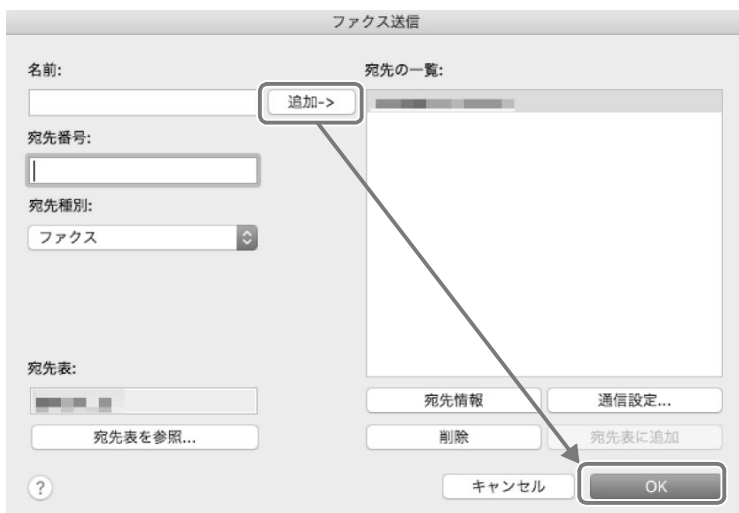 ファクス送信
名前:
追加->
宛先番号:
宛先種別:
ファクス
宛先表:
宛先表を参照...
?
宛先の一覧:
宛先情報
通信設定...
削除
宛先表に追加
キャンセル
OK